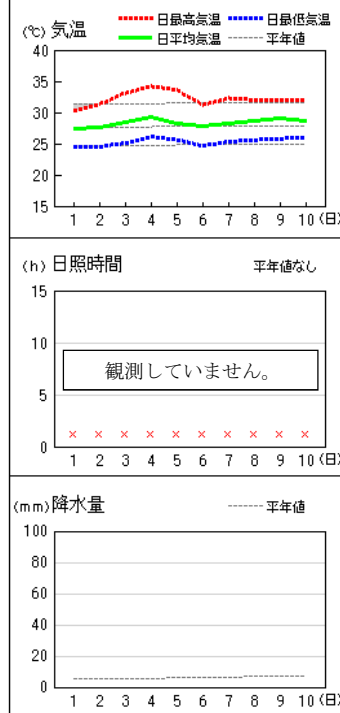 (℃) 気温
日最高気温 日最低気温
日平均気温 平年値
40
35
30
25
20
15
1 2 3 4 5 6 7 8 9 10 (日)
(h) 日照時間 平年値なし
15
10
観測していません。
5
0
1 2 3 4 5 6 7 8 9 10 (日)
(mm) 降水量 平年値
100
80
60
40
20
0
1 2 3 4 5 6 7 8 9 10 (日)